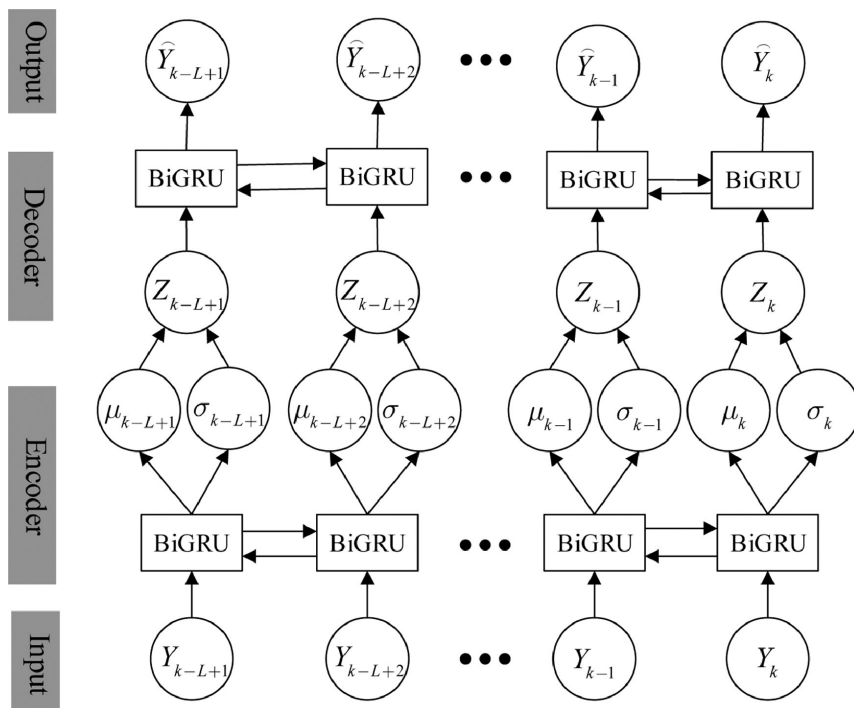 Output
Ŷk−L+1 Ŷk−L+2 ••• Ŷk−1 Ŷk
Decoder
BiGRU BiGRU ••• BiGRU BiGRU
Zk−L+1 Zk−L+2 Zk−1 Zk
Encoder
μk−L+1 σk−L+1 μk−L+2 σk−L+2 μk−1 σk−1 μk σk
BiGRU BiGRU ••• BiGRU BiGRU
Input
Yk−L+1 Yk−L+2 ••• Yk−1 Yk